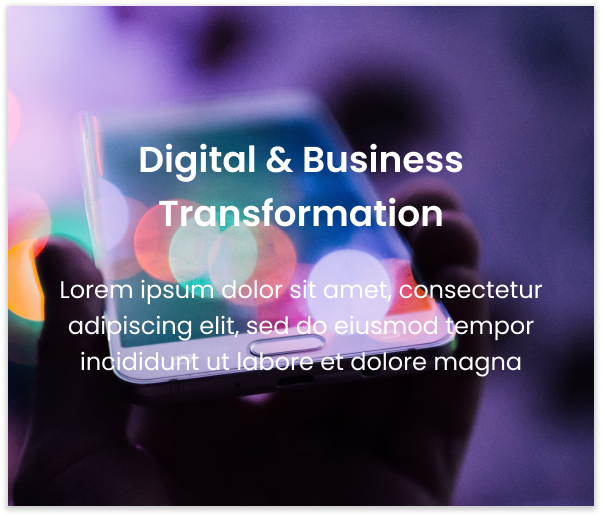 Digital & Business
Transformation
Lorem ipsum dolor sit amet, consectetur
adipiscing elit, sed do eiusmod tempor
incididunt ut labore et dolore magna